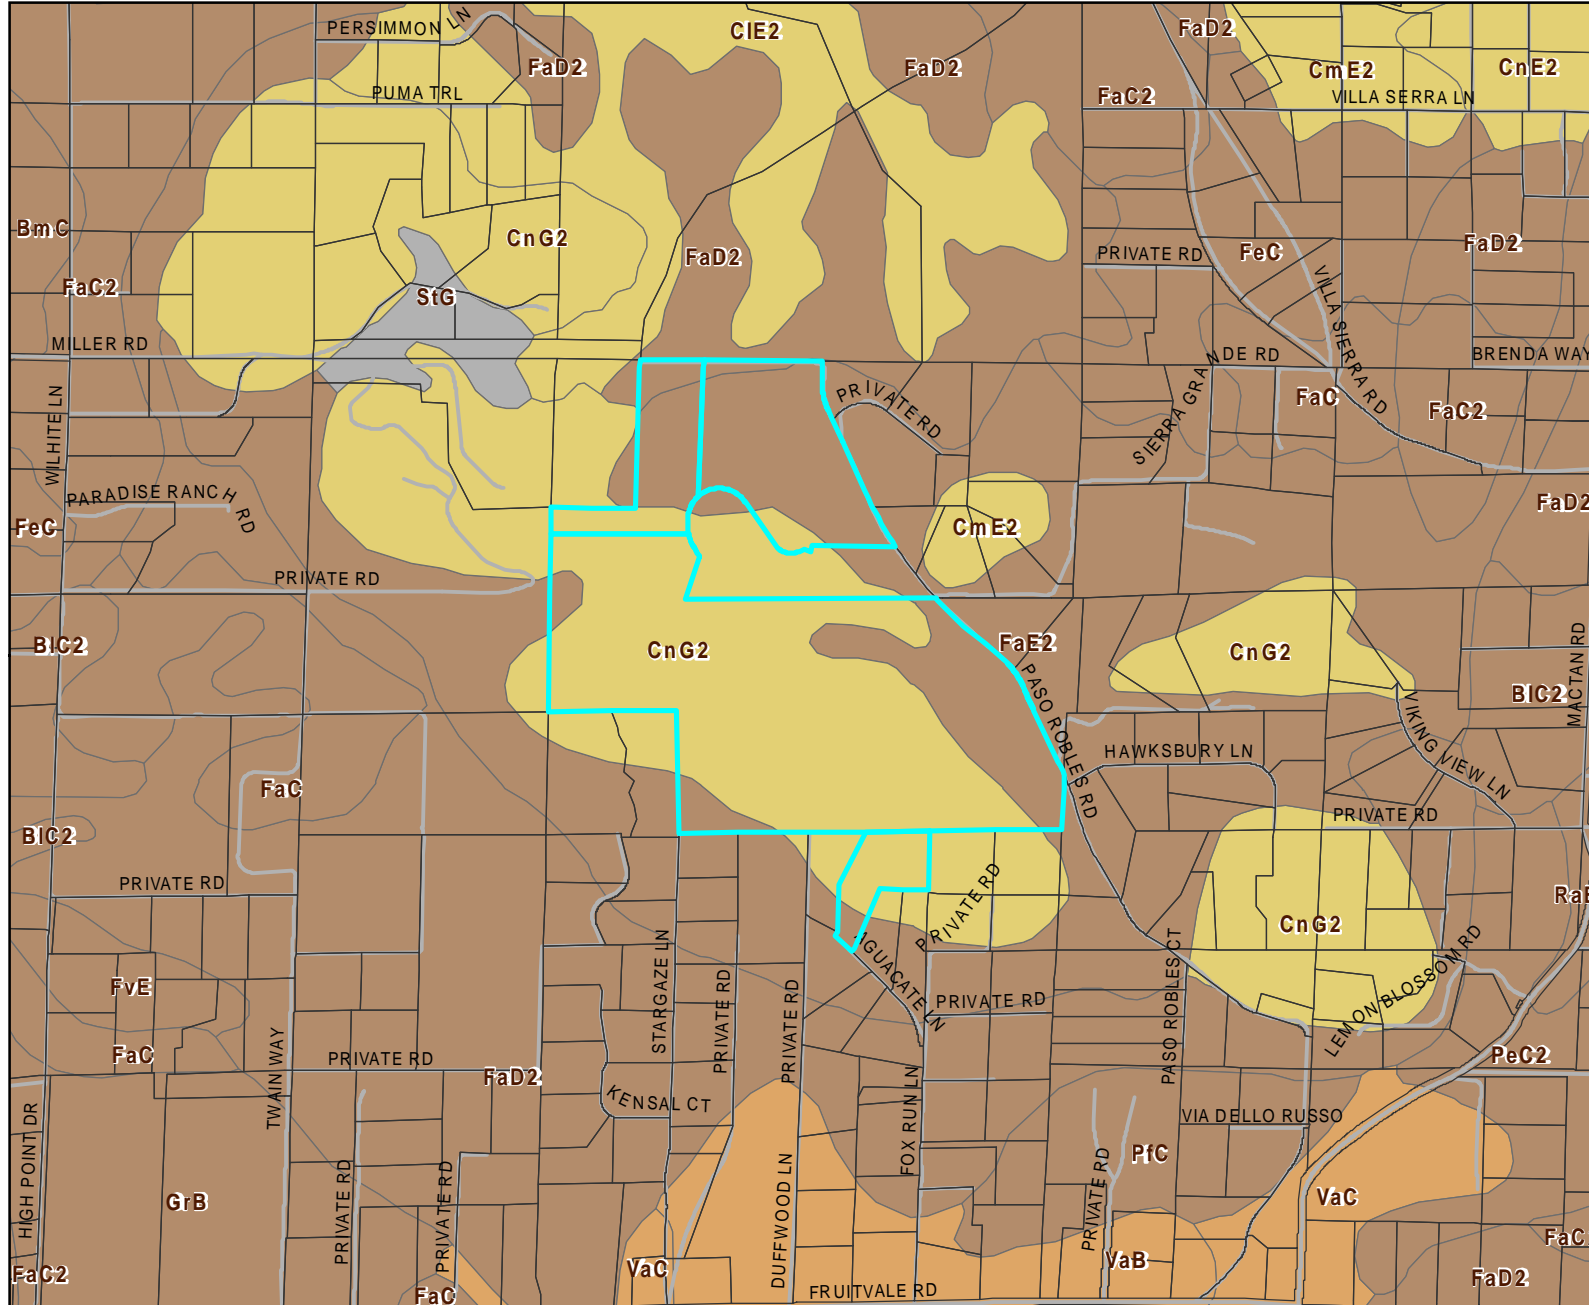 PERSIMMON LN
ClE2
FaD2
FaD2
FaD2
CmE2
CnE2
PUMA TRL
FaC2
VILLA SERRA LN
BmC
CnG2
FaD2
PRIVATE RD
FeC
FaD2
FaC2
StG
VILLA SIERRA RD
MILLER RD
SIERRA GRANDE RD
BRENDA WAY
WILHITE LN
PRIVATE RD
FaC
FaC2
PARADISE RANCH RD
FeC
CmE2
FaD2
PRIVATE RD
BlC2
CnG2
FaE2
CnG2
BlC2
MACTAN RD
PASO ROBLES RD
VIKING VIEW LN
HAWKSBURY LN
FaC
BlC2
PRIVATE RD
PRIVATE RD
PRIVATE RD
CnG2
AGUACATE LN
STARGAZE LN
PRIVATE RD
PRIVATE RD
PASO ROBLES CT
LEMON BLOSSOM RD
FvE
PRIVATE RD
FaC
TWAIN WAY
PRIVATE RD
FaD2
PeC2
KENSAL CT
HIGH POINT DR
FOX RUN LN
VIA DELLO RUSSO
PfC
GrB
PRIVATE RD
PRIVATE RD
DUFFWOOD LN
PRIVATE RD
VaC
FaC2
VaC
VaB
FaD2
FaC
FRUITVALE RD